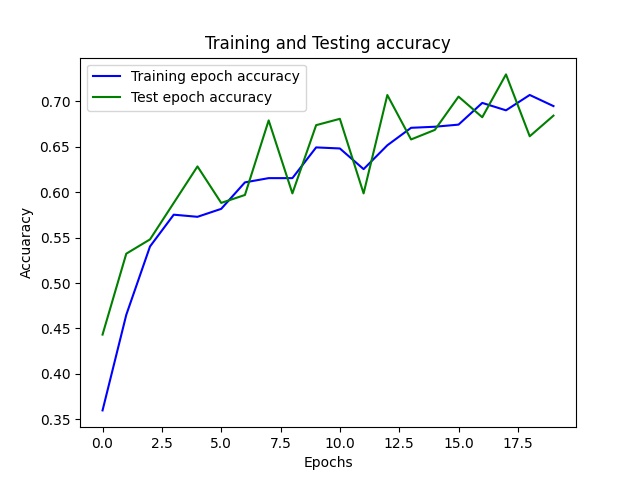 Training and Testing accuracy
Training epoch accuracy
Test epoch accuracy
0.70
0.65
0.60
0.55
0.50
0.45
0.40
0.35
Accuaracy
0.0 2.5 5.0 7.5 10.0 12.5 15.0 17.5
Epochs